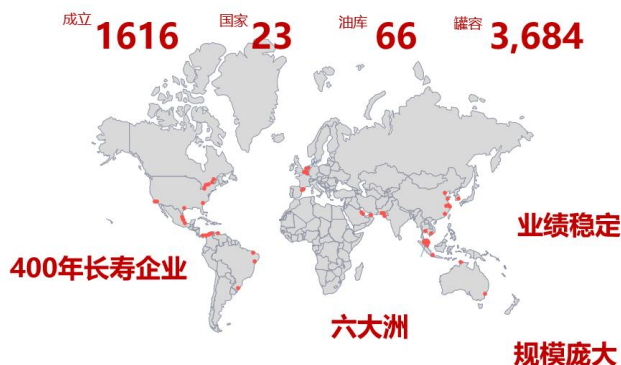 成立 1616 国家 23 油库 66 罐容 3,684
业绩稳定
400年长寿企业
六大洲
规模庞大